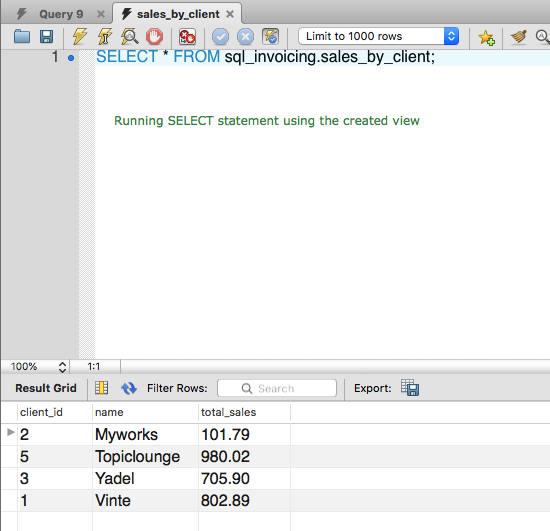 Query 9
sales_by_client
Limit to 1000 rows
1
SELECT * FROM sql_invoicing.sales_by_client;
Running SELECT statement using the created view
100%
1:1
Result Grid
Filter Rows:
Search
Export:
client_id name total_sales
2 Myworks 101.79
5 Topiclounge 980.02
3 Yadel 705.90
1 Vinte 802.89